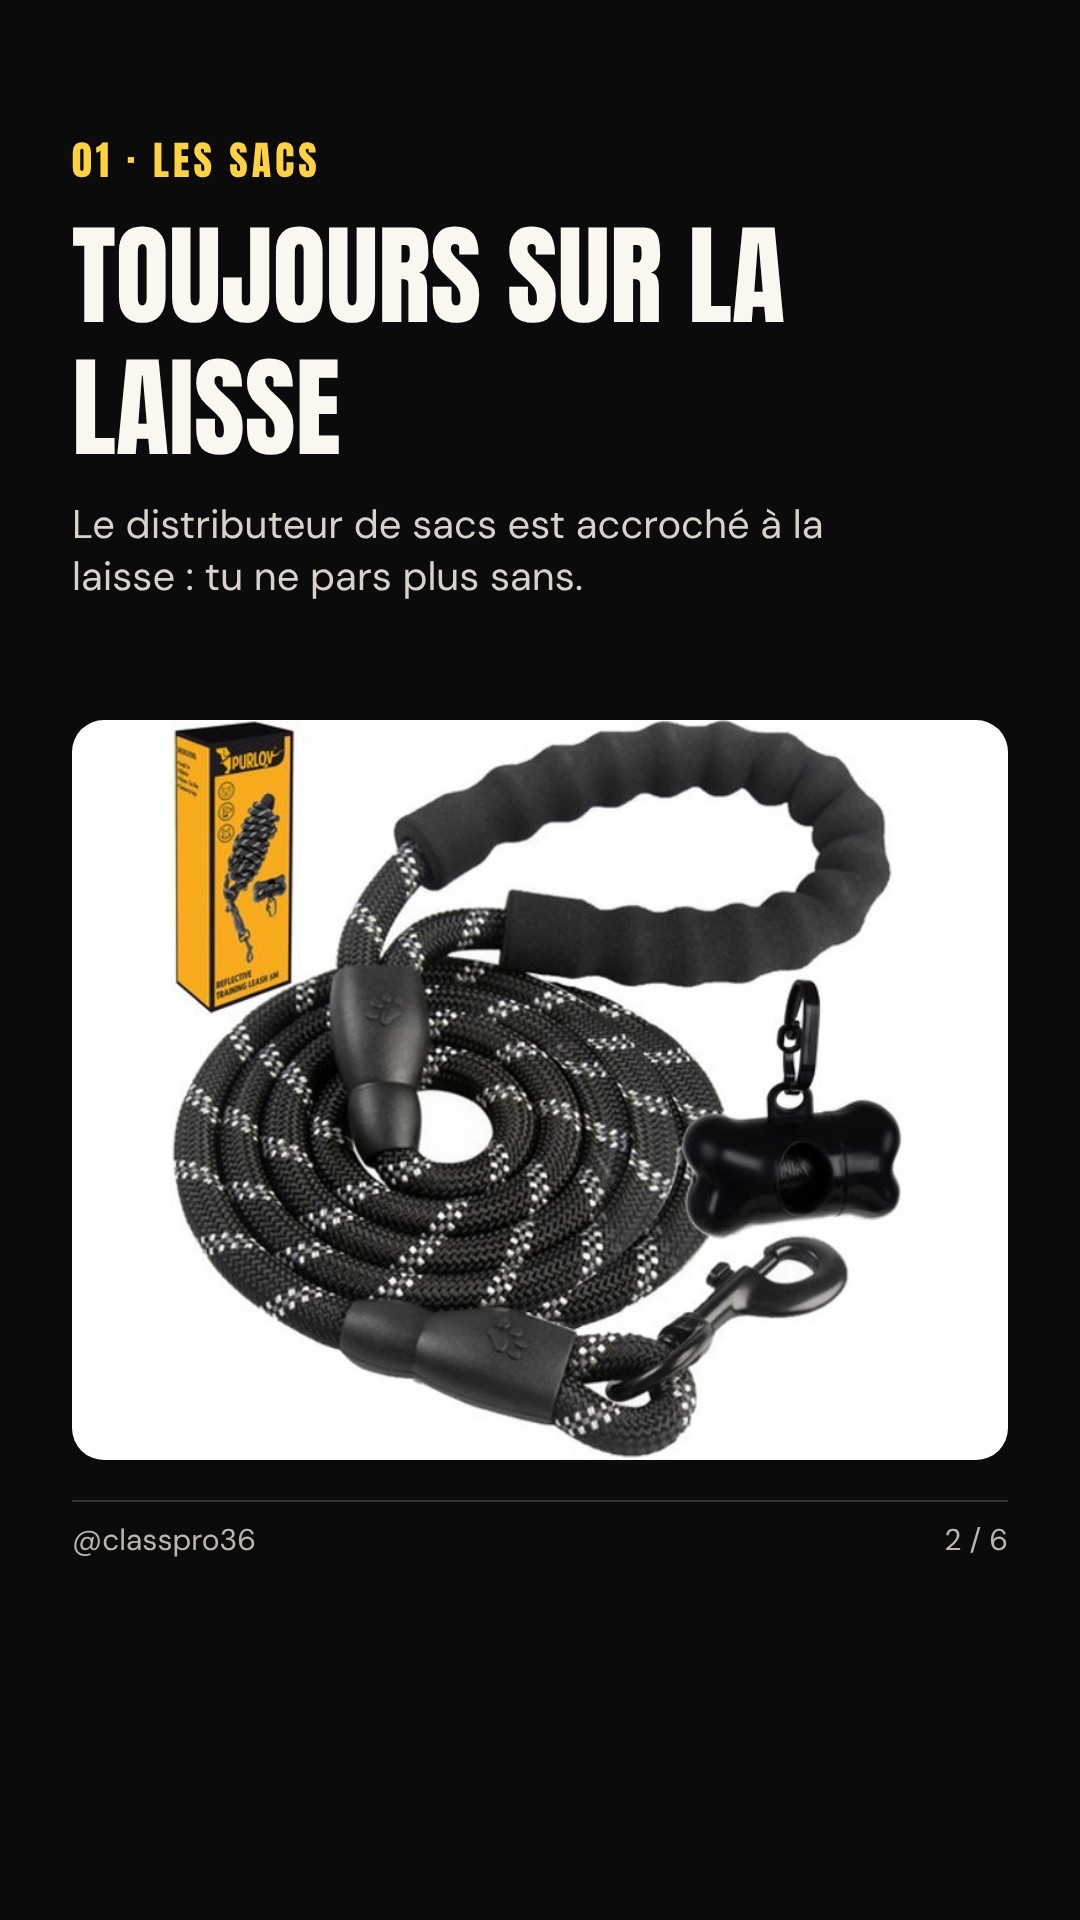 01 · LES SACS
TOUJOURS SUR LA
LAISSE
Le distributeur de sacs est accroché à la
laisse : tu ne pars plus sans.
PURLOV
REFLECTIVE
TRAINING LEASH 5M
@classpro36
2 / 6